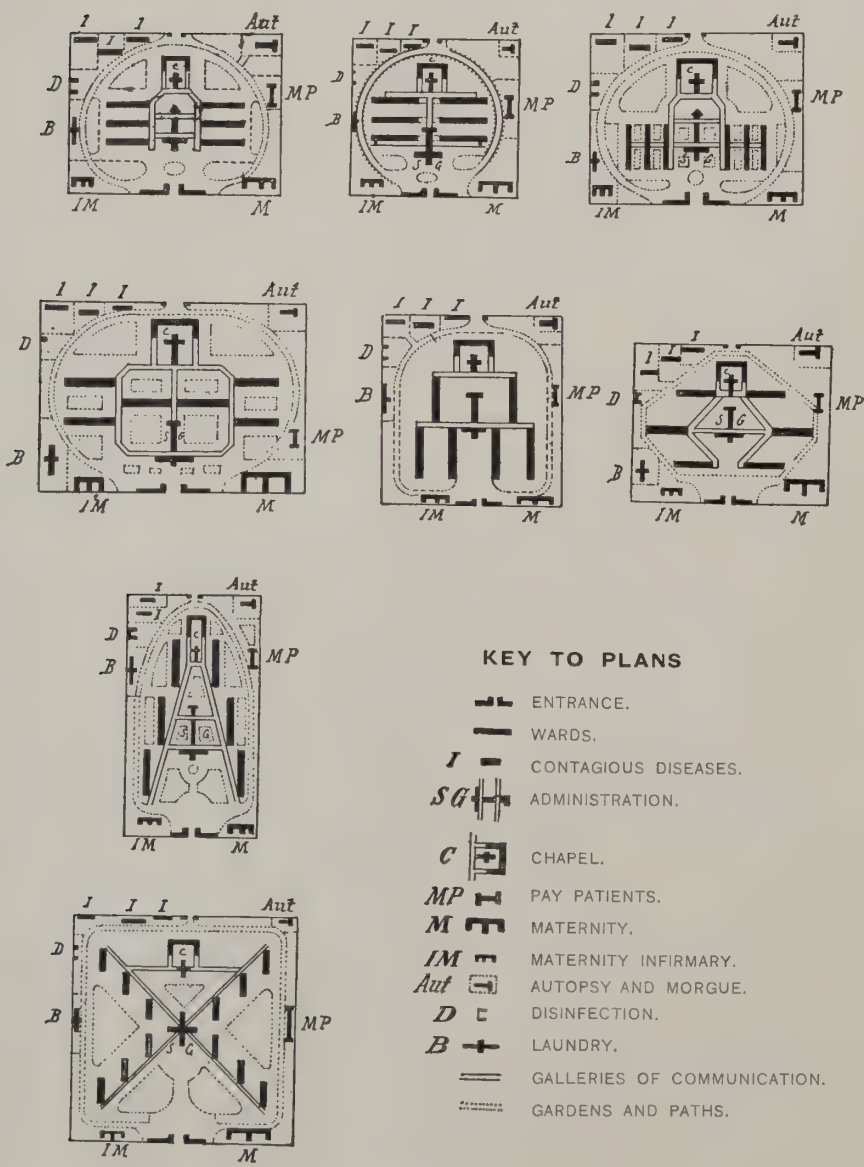 I I Aut
I
C
D
MP
B
IM M
I I I Aut
C
D
MP
B
S G
IM M
I I I Aut
C
D
MP
B
S G
IM M
I I I Aut
C
D
S G
MP
B
IM M
I I I Aut
C
D
B
MP
IM M
I Aut
I
I
C
D
MP
S G
B
IM M
I Aut
I
C
D
B
MP
S G
IM M
I I I Aut
C
D
B
MP
S G
IM M
KEY TO PLANS
ENTRANCE.
WARDS.
I CONTAGIOUS DISEASES.
SG ADMINISTRATION.
C CHAPEL.
MP PAY PATIENTS.
M MATERNITY.
IM MATERNITY INFIRMARY.
Aut AUTOPSY AND MORGUE.
D DISINFECTION.
B LAUNDRY.
GALLERIES OF COMMUNICATION.
GARDENS AND PATHS.